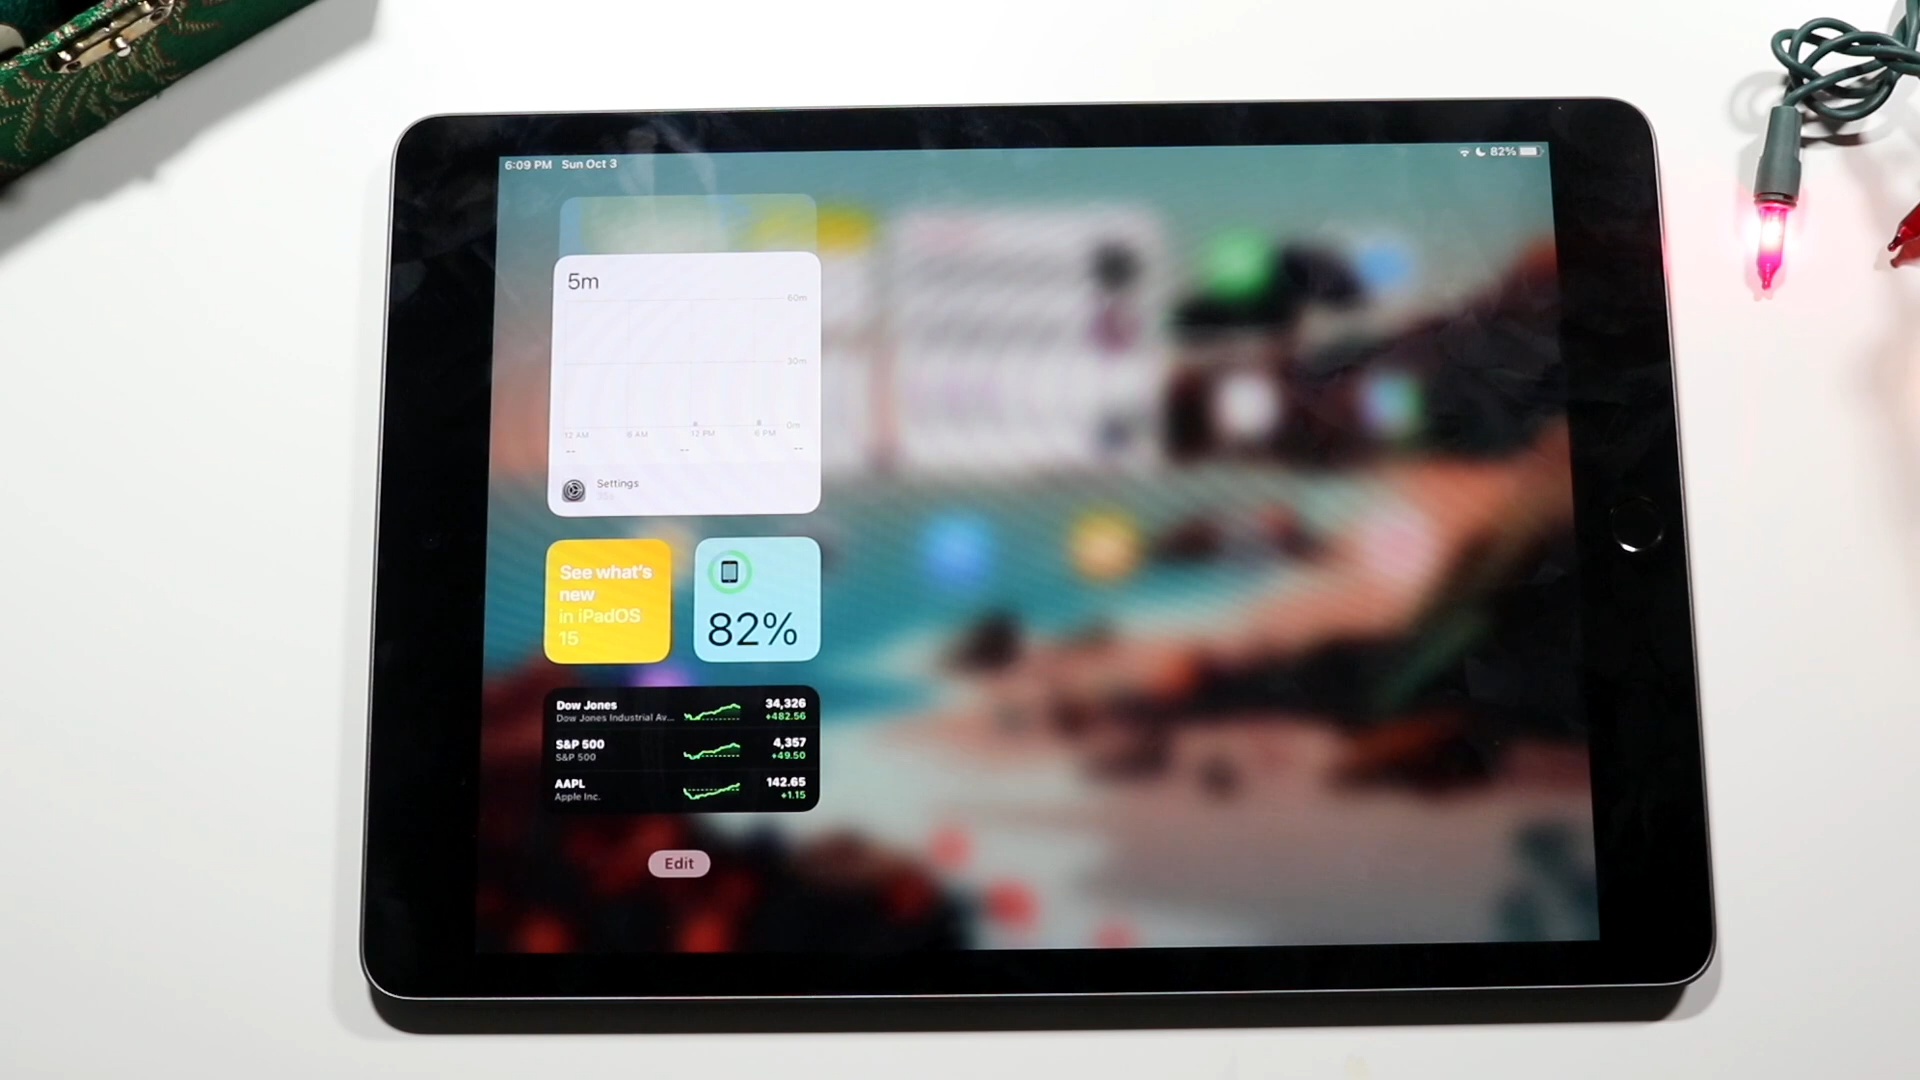 6:09 PM Sun Oct 3
82%
5m
60m
30m
0m
12 AM 6 AM 12 PM 6 PM
-- -- --
Settings
See what's
new
in iPadOS
15
82%
Dow Jones 34,326
Dow Jones Industrial Av... +482.56
S&P 500 4,357
S&P 500 +49.50
AAPL 142.65
Apple Inc. +1.15
Edit